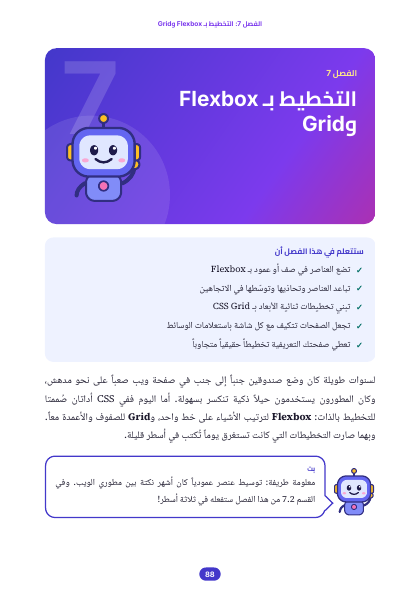 الفصل 7: التخطيط بـ Flexbox وGrid
7
الفصل 7
التخطيط بـ Flexbox
وGrid
ستتعلم في هذا الفصل أن
✓ تضع العناصر في صف أو عمود بـ Flexbox
✓ تباعد العناصر وتحاذيها وتوسّطها في الاتجاهين
✓ تبني تخطيطات ثنائية الأبعاد بـ CSS Grid
✓ تجعل الصفحات تتكيف مع كل شاشة باستعلامات الوسائط
✓ تعطي صفحتك التعريفية تخطيطاً حقيقياً متجاوباً
لسنوات طويلة كان وضع صندوقين جنباً إلى جنب في صفحة ويب صعباً على نحو مدهش،
وكان المطورون يستخدمون حيلاً ذكية تنكسر بسهولة. أما اليوم ففي CSS أداتان صُممتا
للتخطيط بالذات: Flexbox لترتيب الأشياء على خط واحد، وGrid للصفوف والأعمدة معاً.
وبهما صارت التخطيطات التي كانت تستغرق يوماً تُكتب في أسطر قليلة.
بت
معلومة طريفة: توسيط عنصر عمودياً كان أشهر نكتة بين مطوري الويب. وفي
القسم 7.2 من هذا الفصل ستفعله في ثلاثة أسطر!
88